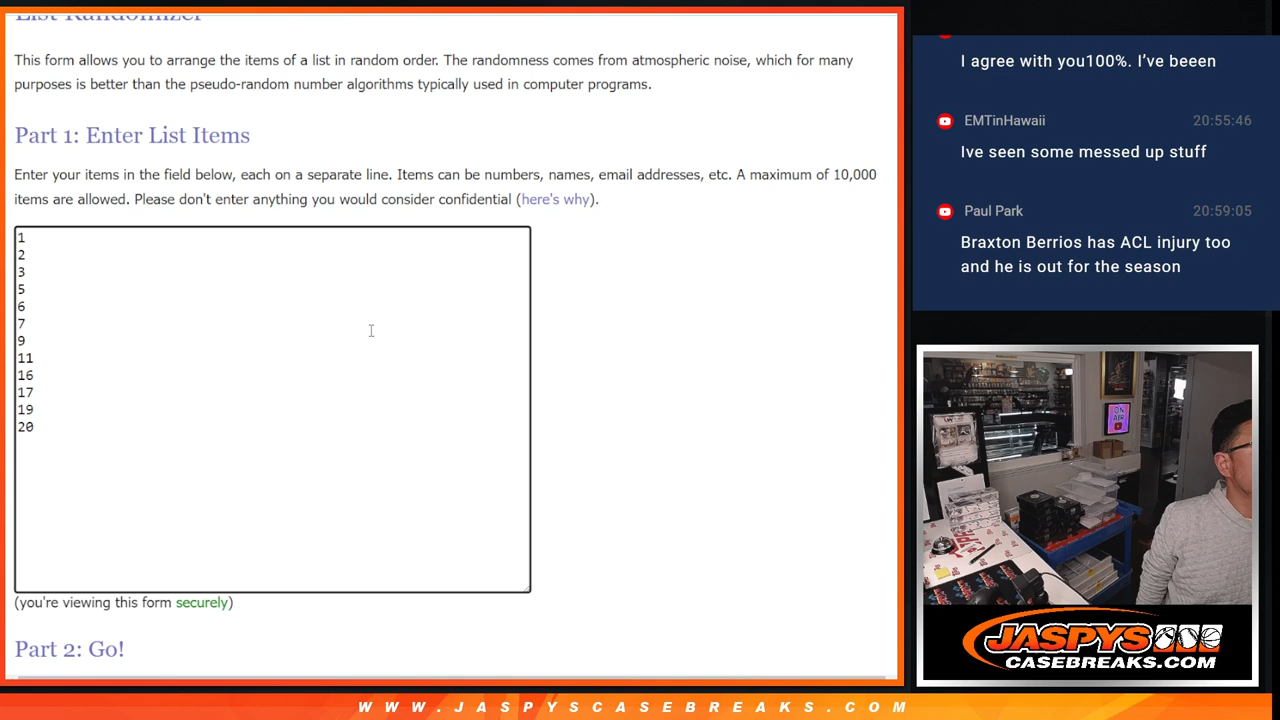 List Randomizer
This form allows you to arrange the items of a list in random order. The randomness comes from atmospheric noise, which for many
purposes is better than the pseudo-random number algorithms typically used in computer programs.
Part 1: Enter List Items
Enter your items in the field below, each on a separate line. Items can be numbers, names, email addresses, etc. A maximum of 10,000
items are allowed. Please don't enter anything you would consider confidential (here's why).
1
2
3
5
6
7
9
11
16
17
19
20
(you're viewing this form securely)
Part 2: Go!
I agree with you100%. I've beeen
EMTinHawaii 20:55:46
Ive seen some messed up stuff
Paul Park 20:59:05
Braxton Berrios has ACL injury too
and he is out for the season
ON
AIR
JASPYS
CASEBREAKS.COM
WWW.JASPYSCASEBREAKS.COM